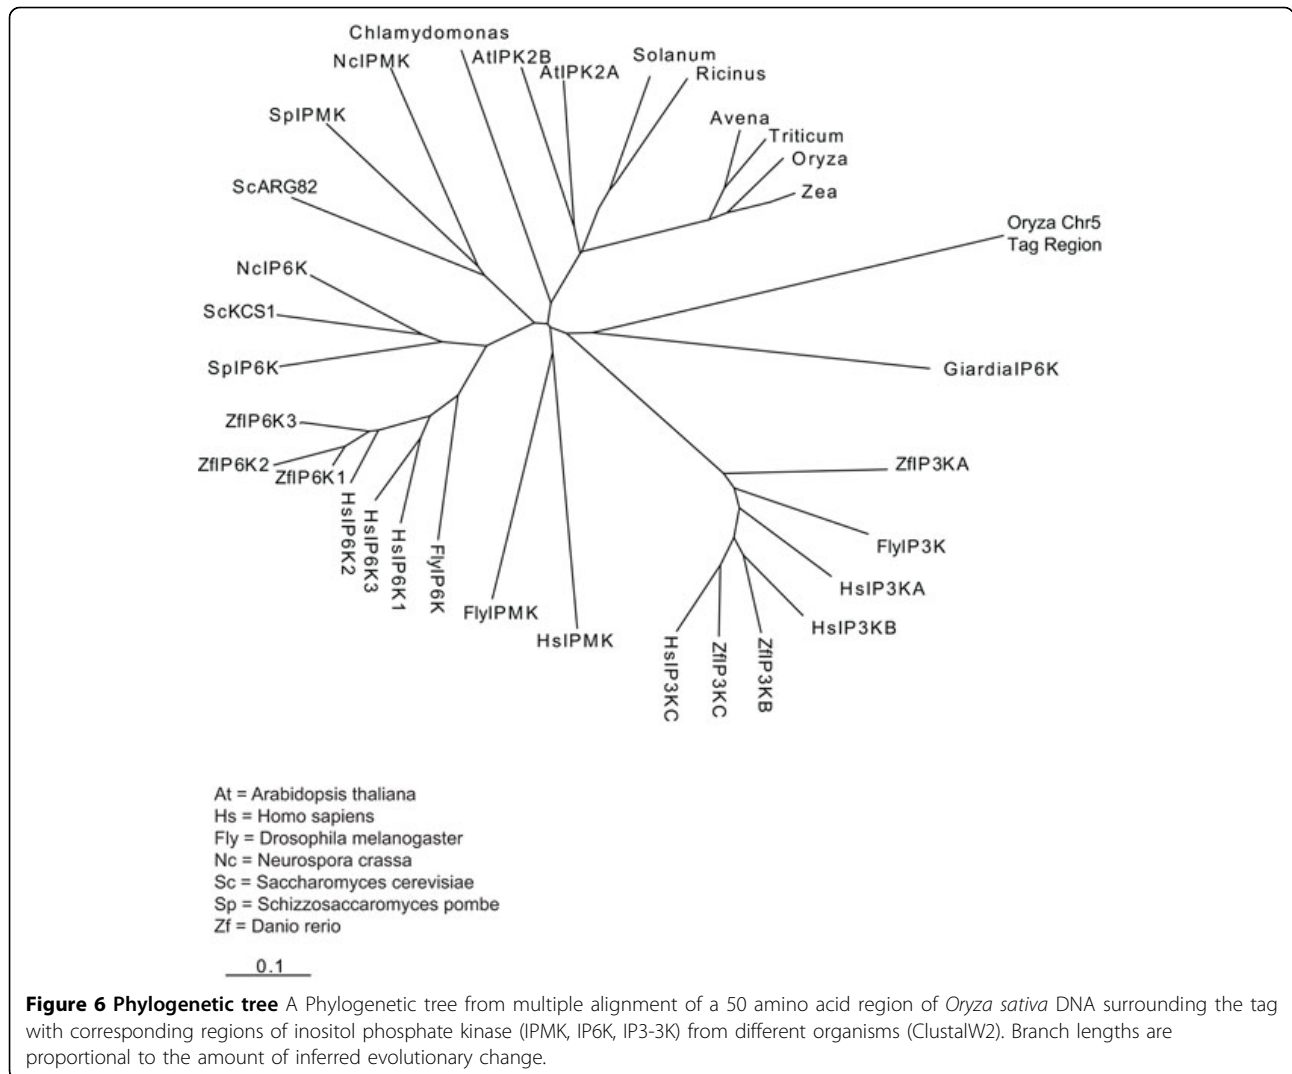 Chlamydomonas
NcIPMK
AtIPK2B
AtIPK2A
Solanum
Ricinus
SpIPMK
Avena
Triticum
Oryza
ScARG82
Zea
Oryza Chr5
Tag Region
NcIP6K
ScKCS1
SpIP6K
GiardiaIP6K
ZfIP6K3
ZfIP6K2
ZfIP6K1
HsIP6K2
HsIP6K3
HsIP6K1
FlyIP6K
FlyIPMK
HsIPMK
ZfIP3KA
FlyIP3K
HsIP3KA
HsIP3KB
HsIP3KC
ZfIP3KC
ZfIP3KB
At = Arabidopsis thaliana
Hs = Homo sapiens
Fly = Drosophila melanogaster
Nc = Neurospora crassa
Sc = Saccharomyces cerevisiae
Sp = Schizzosaccaromyces pombe
Zf = Danio rerio
0.1
Figure 6 Phylogenetic tree A Phylogenetic tree from multiple alignment of a 50 amino acid region of Oryza sativa DNA surrounding the tag
with corresponding regions of inositol phosphate kinase (IPMK, IP6K, IP3-3K) from different organisms (ClustalW2). Branch lengths are
proportional to the amount of inferred evolutionary change.